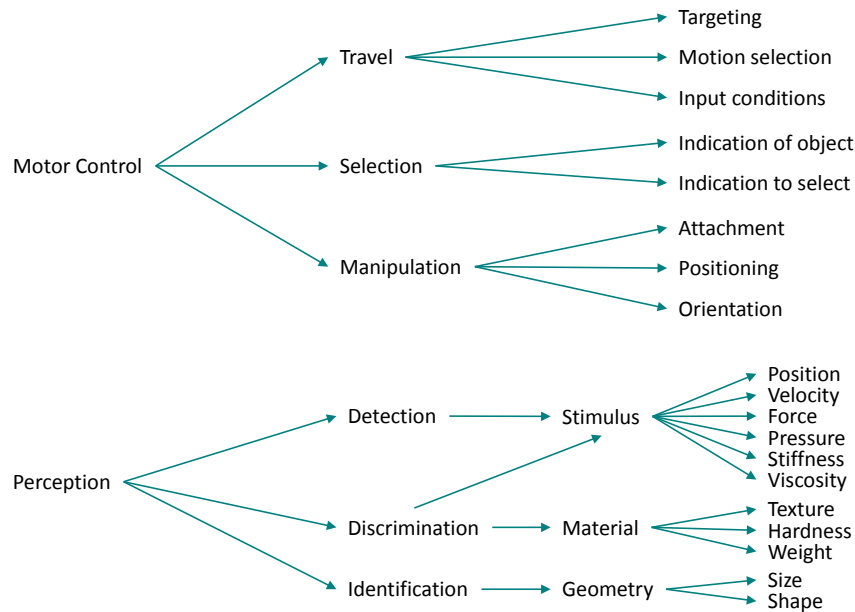 Targeting
Travel
Motion selection
Input conditions
Indication of object
Motor Control
Selection
Indication to select
Attachment
Manipulation
Positioning
Orientation
Position
Velocity
Detection
Stimulus
Force
Pressure
Stiffness
Perception
Viscosity
Texture
Discrimination
Material
Hardness
Weight
Identification
Geometry
Size
Shape